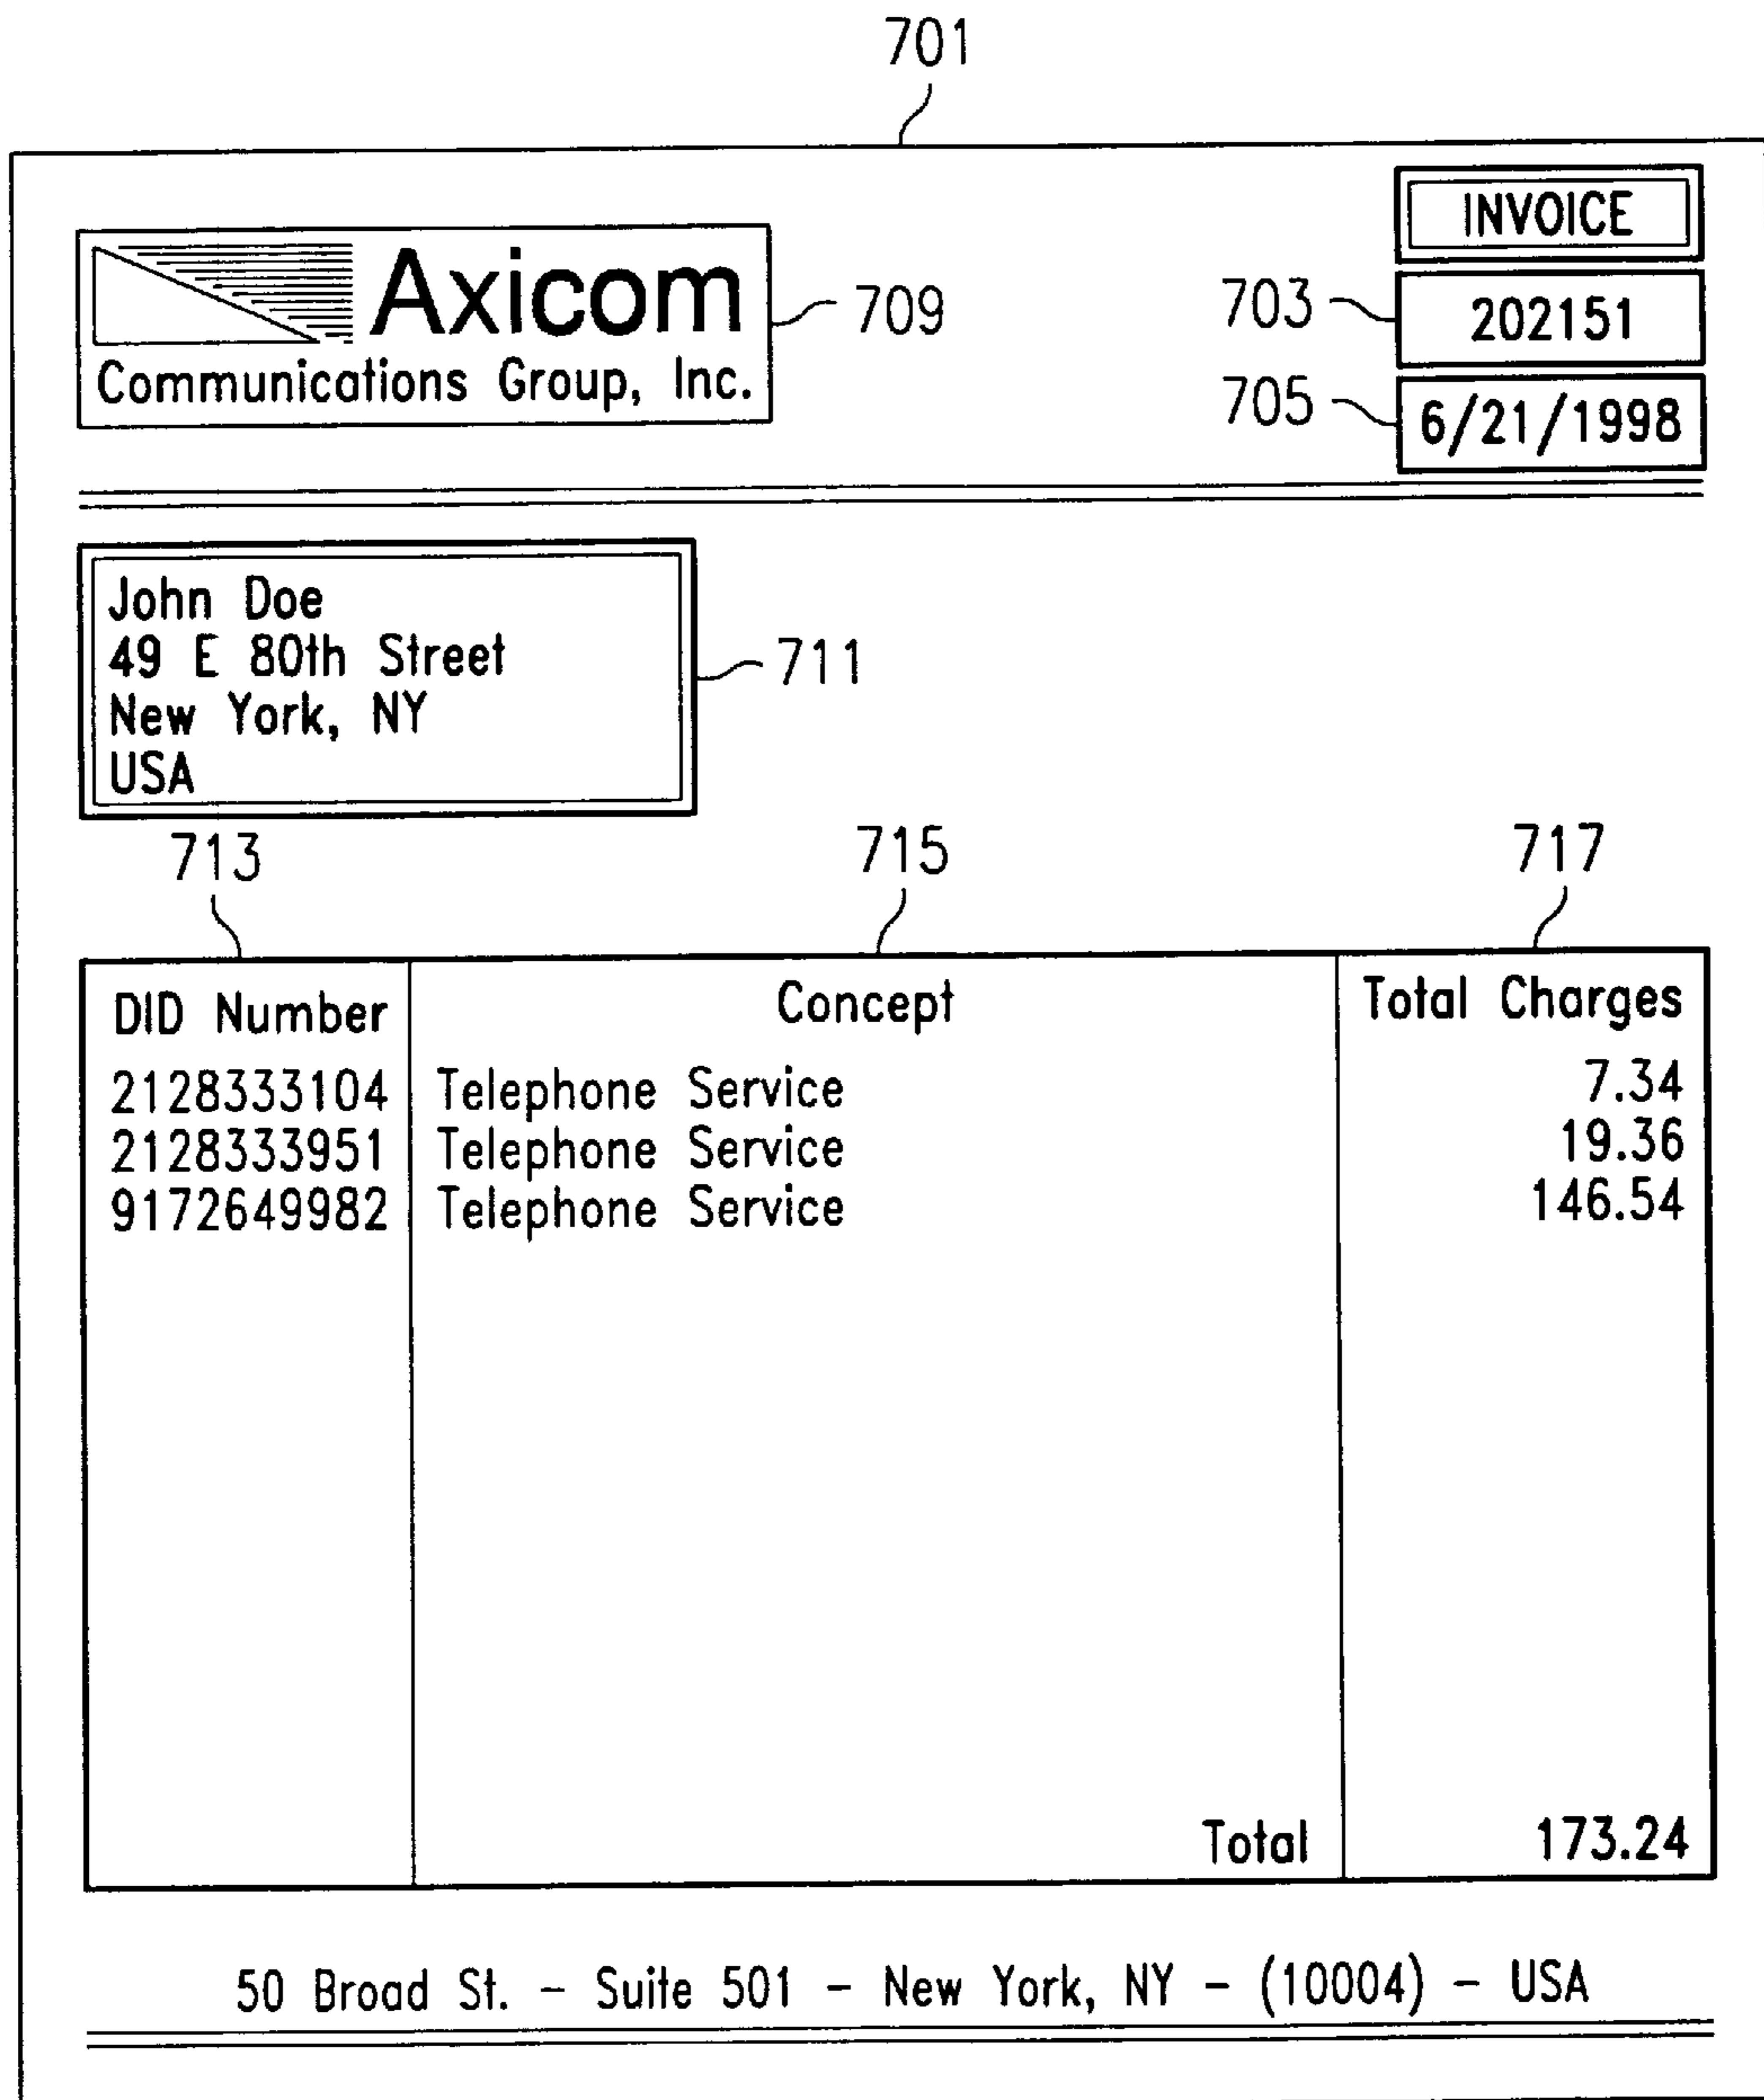 701
INVOICE
Axicom
Communications Group, Inc.
709
703
202151
705
6/21/1998
John Doe
49 E 80th Street
New York, NY
USA
711
713 715 717
DID Number Concept Total Charges
2128333104 Telephone Service 7.34
2128333951 Telephone Service 19.36
9172649982 Telephone Service 146.54
Total 173.24
50 Broad St. – Suite 501 – New York, NY – (10004) – USA